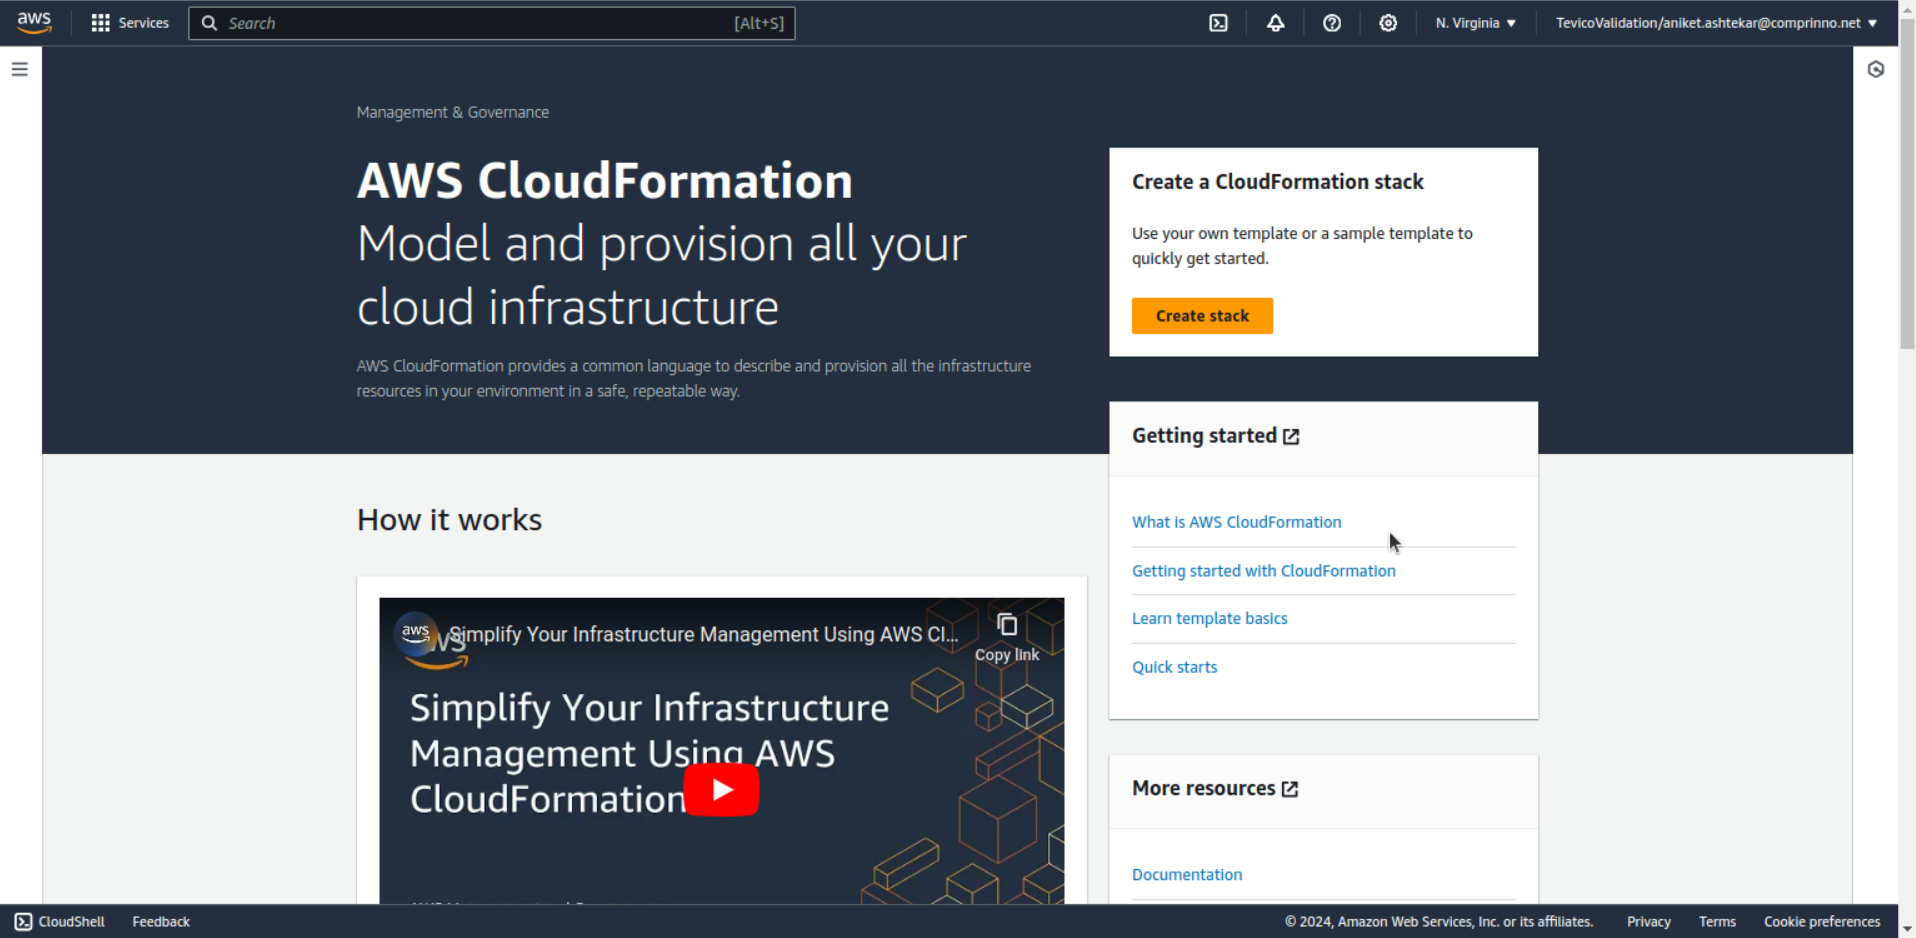 aws
Services
Search
[Alt+S]
N. Virginia
TevicoValidation/aniket.ashtekar@comprinno.net
Management & Governance
AWS CloudFormation
Model and provision all your
cloud infrastructure
AWS CloudFormation provides a common language to describe and provision all the infrastructure
resources in your environment in a safe, repeatable way.
Create a CloudFormation stack
Use your own template or a sample template to
quickly get started.
Create stack
Getting started
What is AWS CloudFormation
Getting started with CloudFormation
Learn template basics
Quick starts
How it works
aws
Simplify Your Infrastructure Management Using AWS Cl...
Copy link
Simplify Your Infrastructure
Management Using AWS
CloudFormation
More resources
Documentation
CloudShell
Feedback
© 2024, Amazon Web Services, Inc. or its affiliates.
Privacy
Terms
Cookie preferences